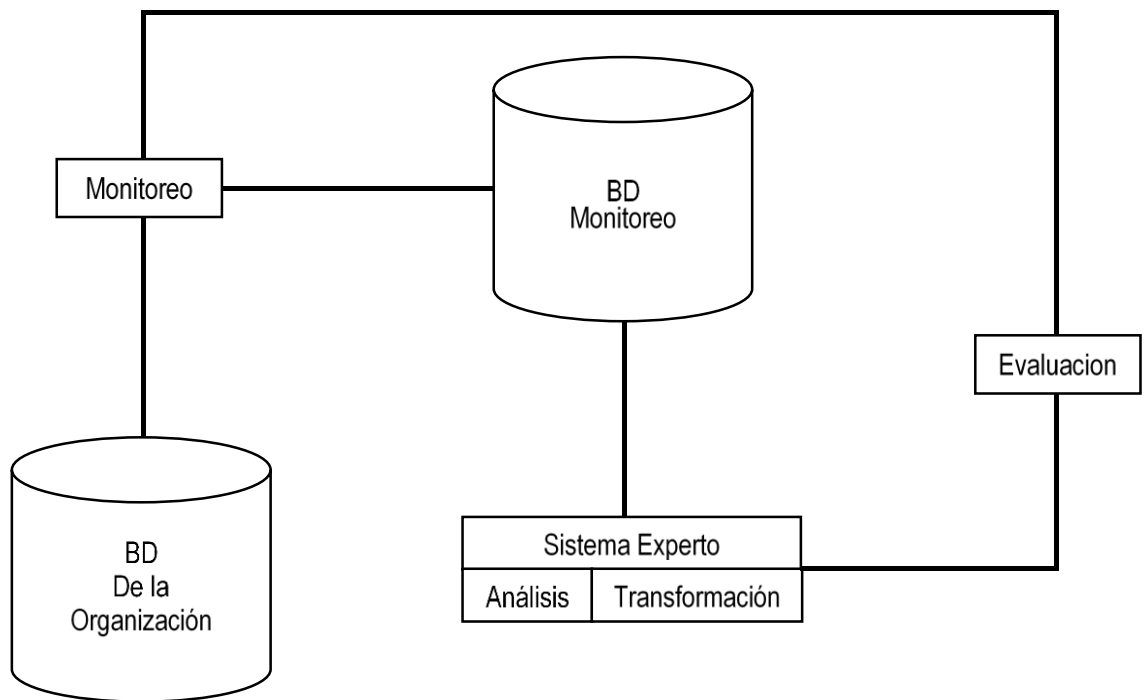 BD
Monitoreo
Monitoreo
Evaluacion
BD
De la
Organización
Sistema Experto
Análisis
Transformación